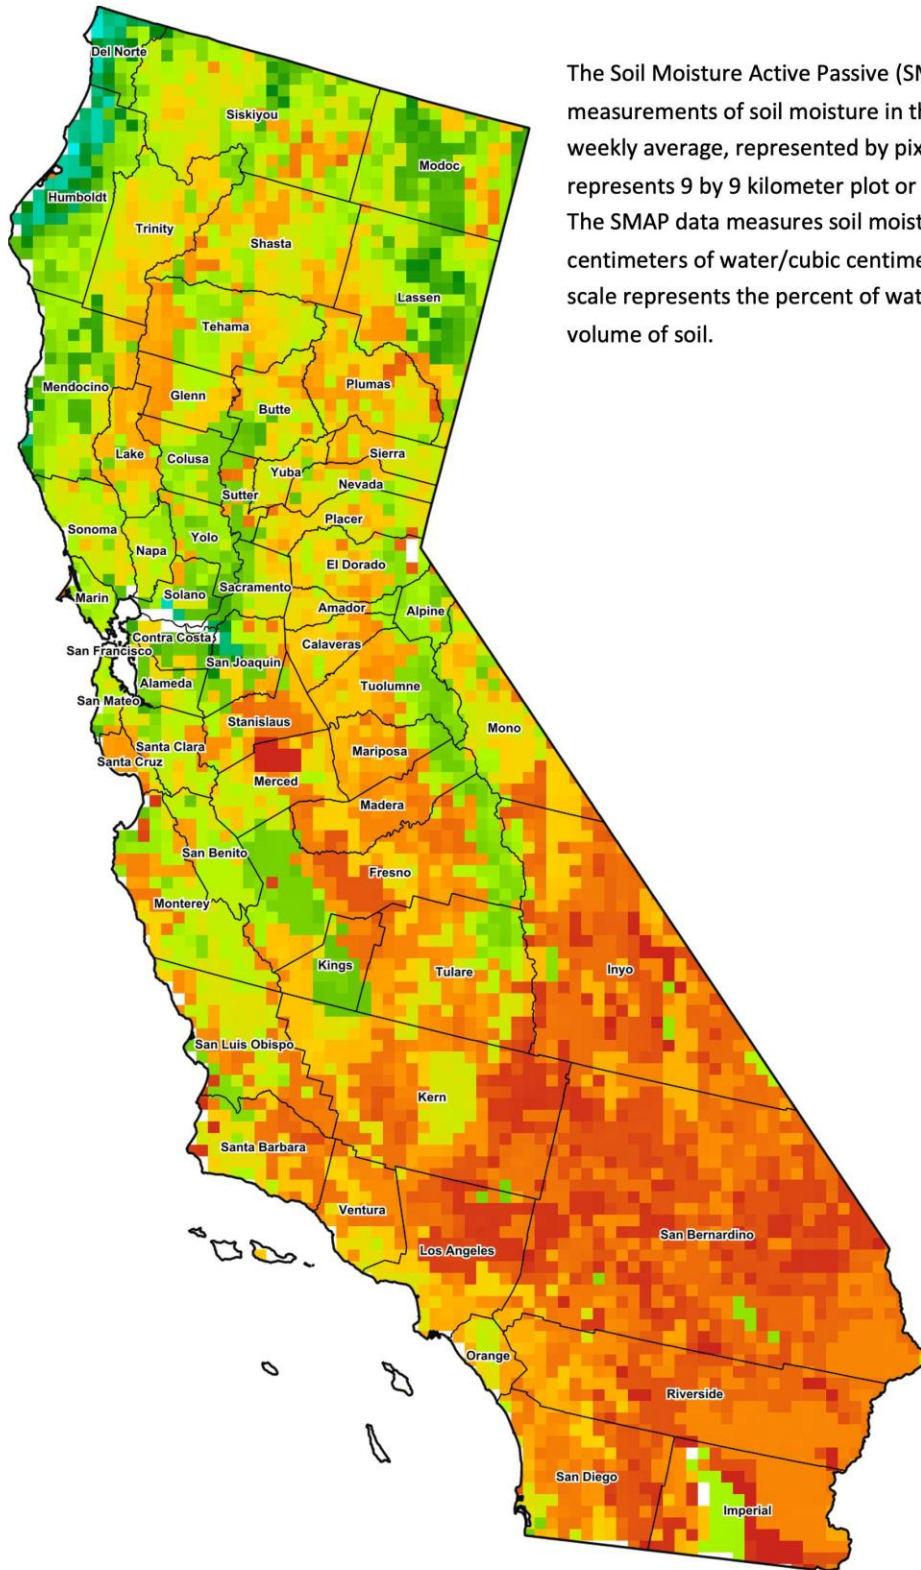 The Soil Moisture Active Passive (SM
measurements of soil moisture in th
weekly average, represented by pix
represents 9 by 9 kilometer plot or
The SMAP data measures soil moist
centimeters of water/cubic centime
scale represents the percent of wat
volume of soil.
Del Norte
Siskiyou
Modoc
Humboldt
Trinity
Shasta
Lassen
Tehama
Mendocino
Plumas
Glenn
Butte
Lake
Colusa
Sierra
Yuba
Nevada
Sutter
Placer
Sonoma
Yolo
Napa
El Dorado
Sacramento
Solano
Marin
Amador
Alpine
Contra Costa
Calaveras
San Francisco
San Joaquin
Alameda
Tuolumne
San Mateo
Stanislaus
Mono
Santa Clara
Mariposa
Santa Cruz
Merced
Madera
San Benito
Fresno
Monterey
Kings
Tulare
Inyo
San Luis Obispo
Kern
Santa Barbara
Ventura
San Bernardino
Los Angeles
Orange
Riverside
San Diego
Imperial